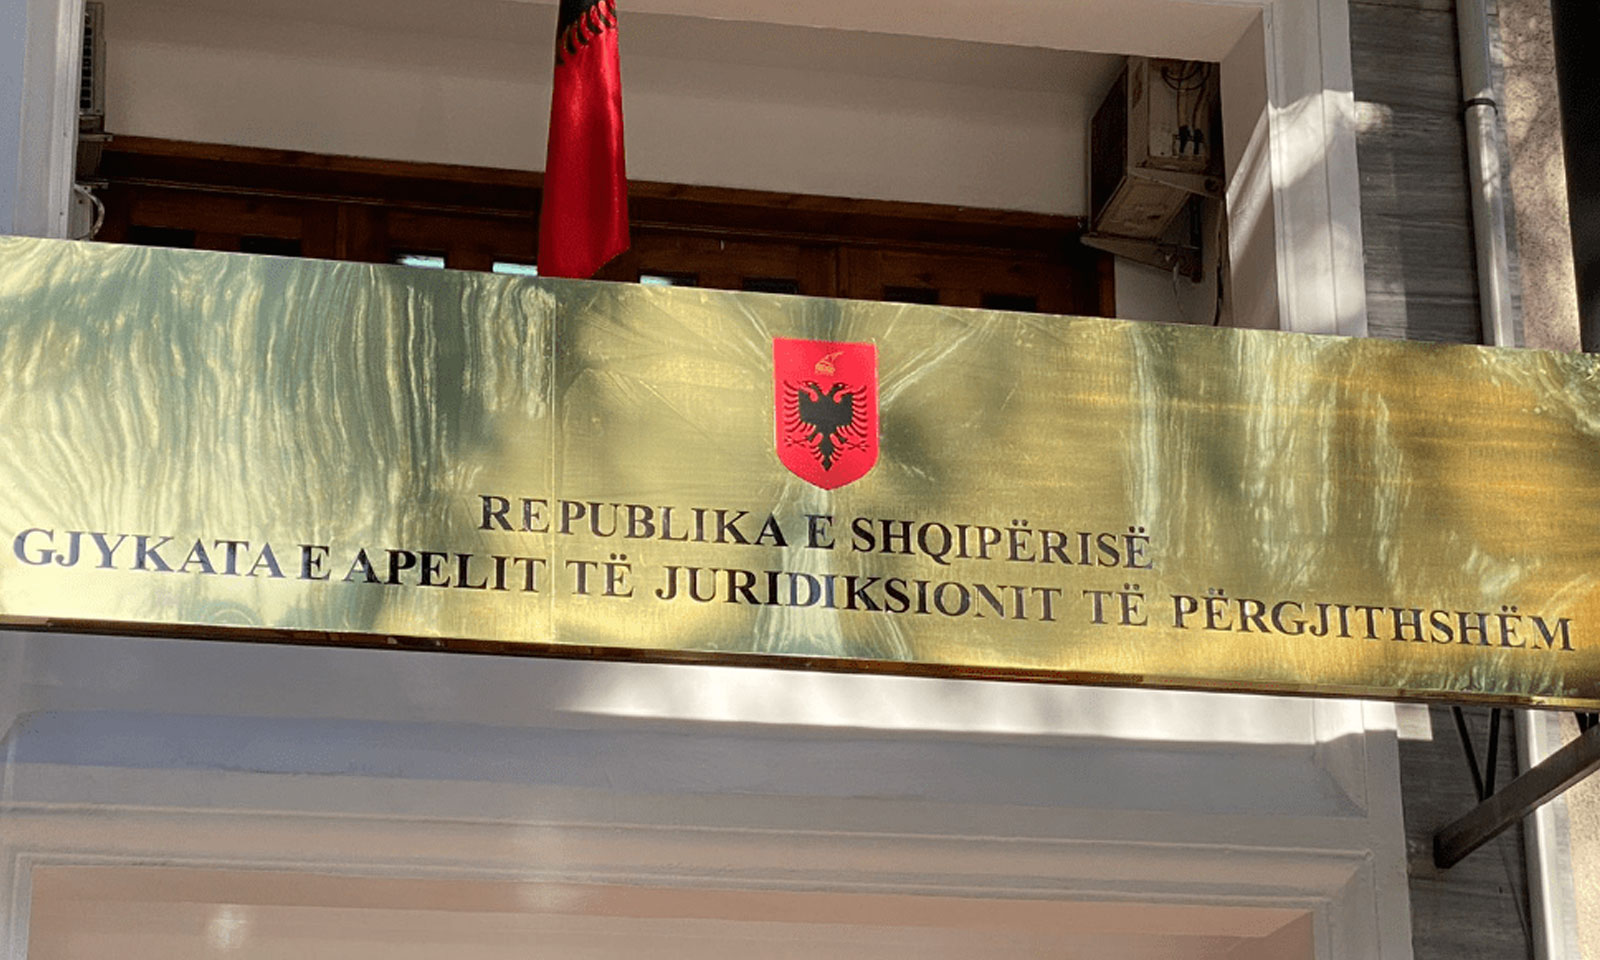 REPUBLIKA E SHQIPËRISË
GJYKATA E APELIT TË JURIDIKSIONIT TË PËRGJITHSHËM